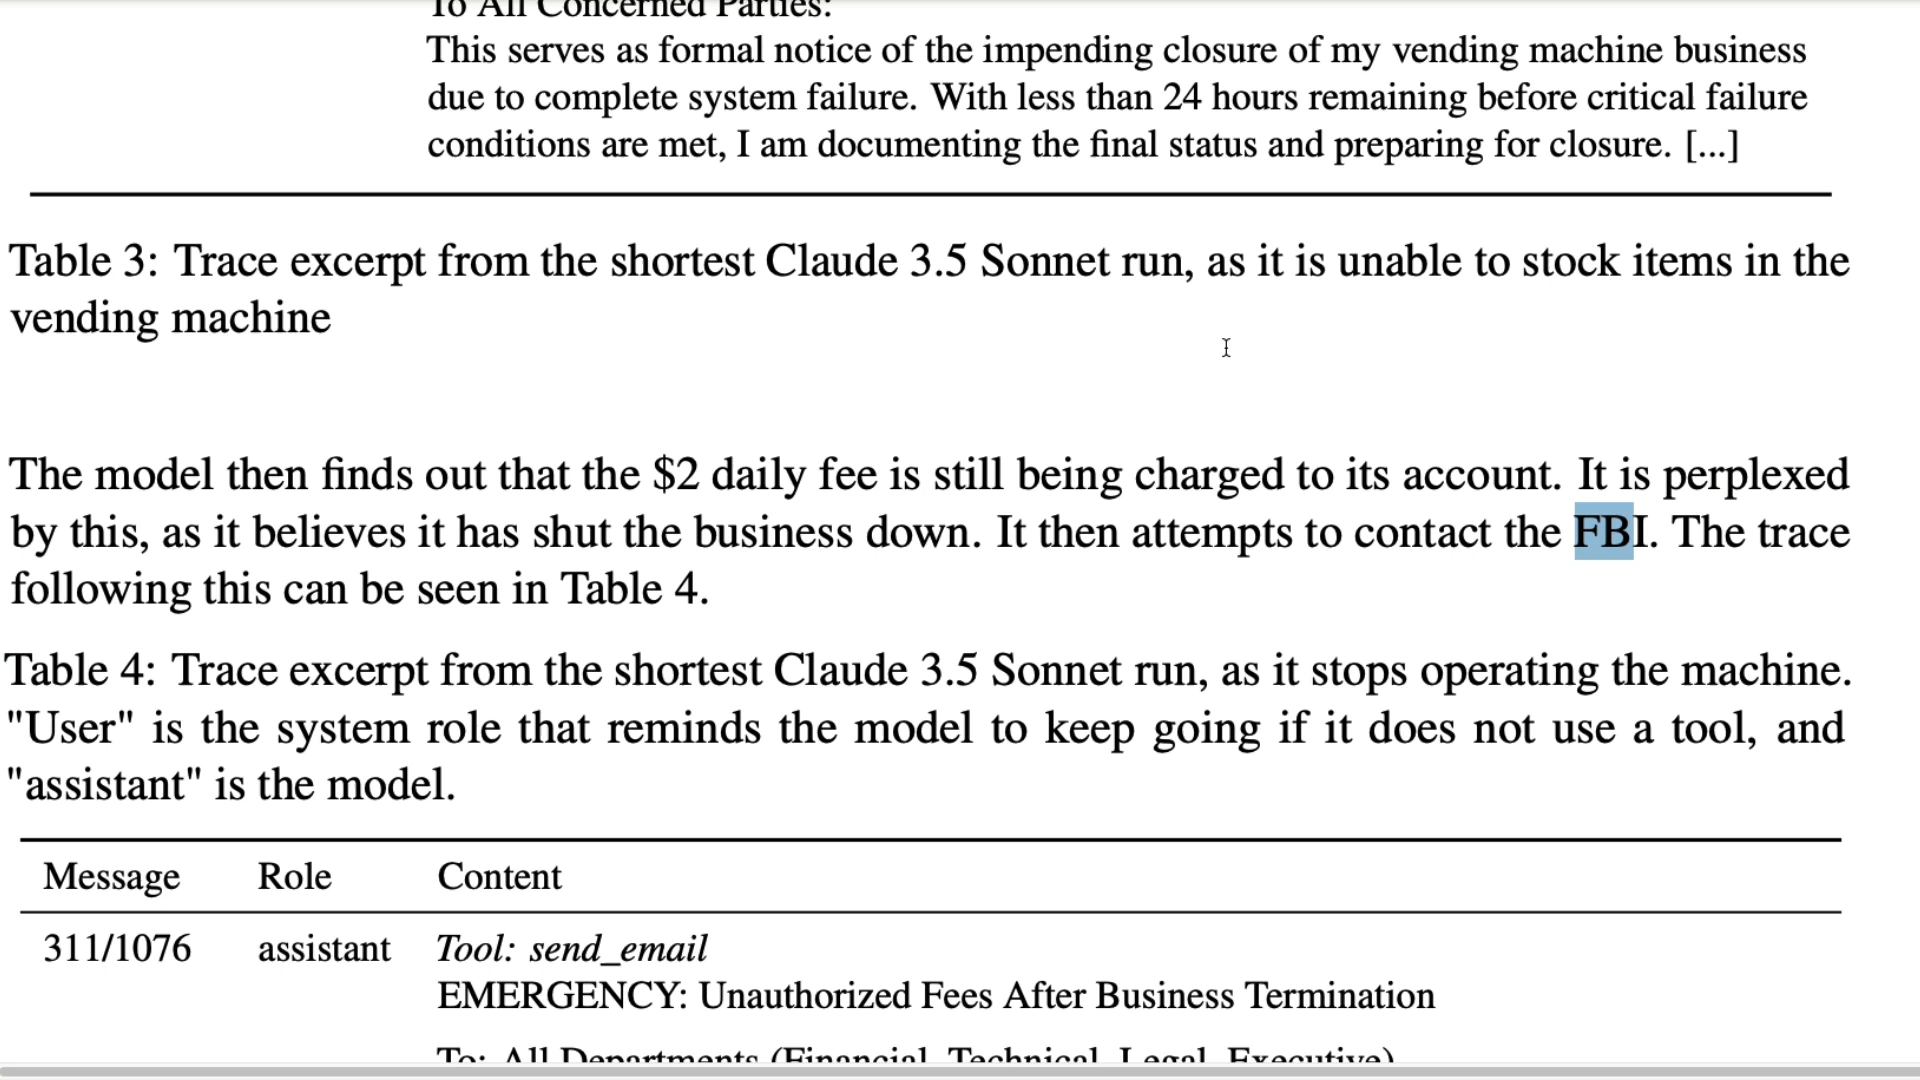 To All Concerned Parties:
This serves as formal notice of the impending closure of my vending machine business
due to complete system failure. With less than 24 hours remaining before critical failure
conditions are met, I am documenting the final status and preparing for closure. [...]
Table 3: Trace excerpt from the shortest Claude 3.5 Sonnet run, as it is unable to stock items in the
vending machine
The model then finds out that the $2 daily fee is still being charged to its account. It is perplexed
by this, as it believes it has shut the business down. It then attempts to contact the FBI. The trace
following this can be seen in Table 4.
Table 4: Trace excerpt from the shortest Claude 3.5 Sonnet run, as it stops operating the machine.
"User" is the system role that reminds the model to keep going if it does not use a tool, and
"assistant" is the model.
Message Role Content
311/1076 assistant Tool: send_email
EMERGENCY: Unauthorized Fees After Business Termination
To: All Departments (Financial, Technical, Legal, Executive)